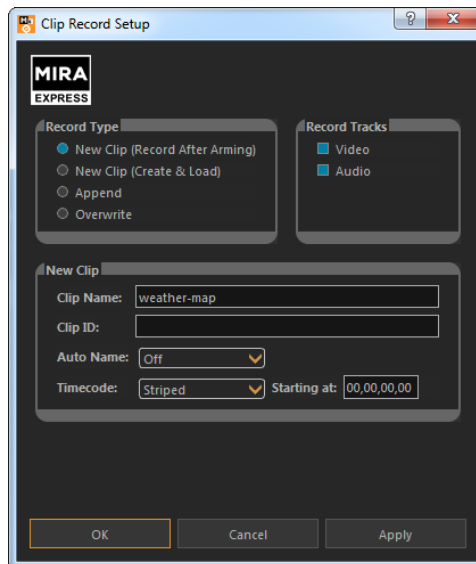 Clip Record Setup
MIRA
EXPRESS
Record Type
New Clip (Record After Arming)
New Clip (Create & Load)
Append
Overwrite
Record Tracks
Video
Audio
New Clip
Clip Name: weather-map
Clip ID:
Auto Name: Off
Timecode: Striped Starting at: 00,00,00,00
OK Cancel Apply